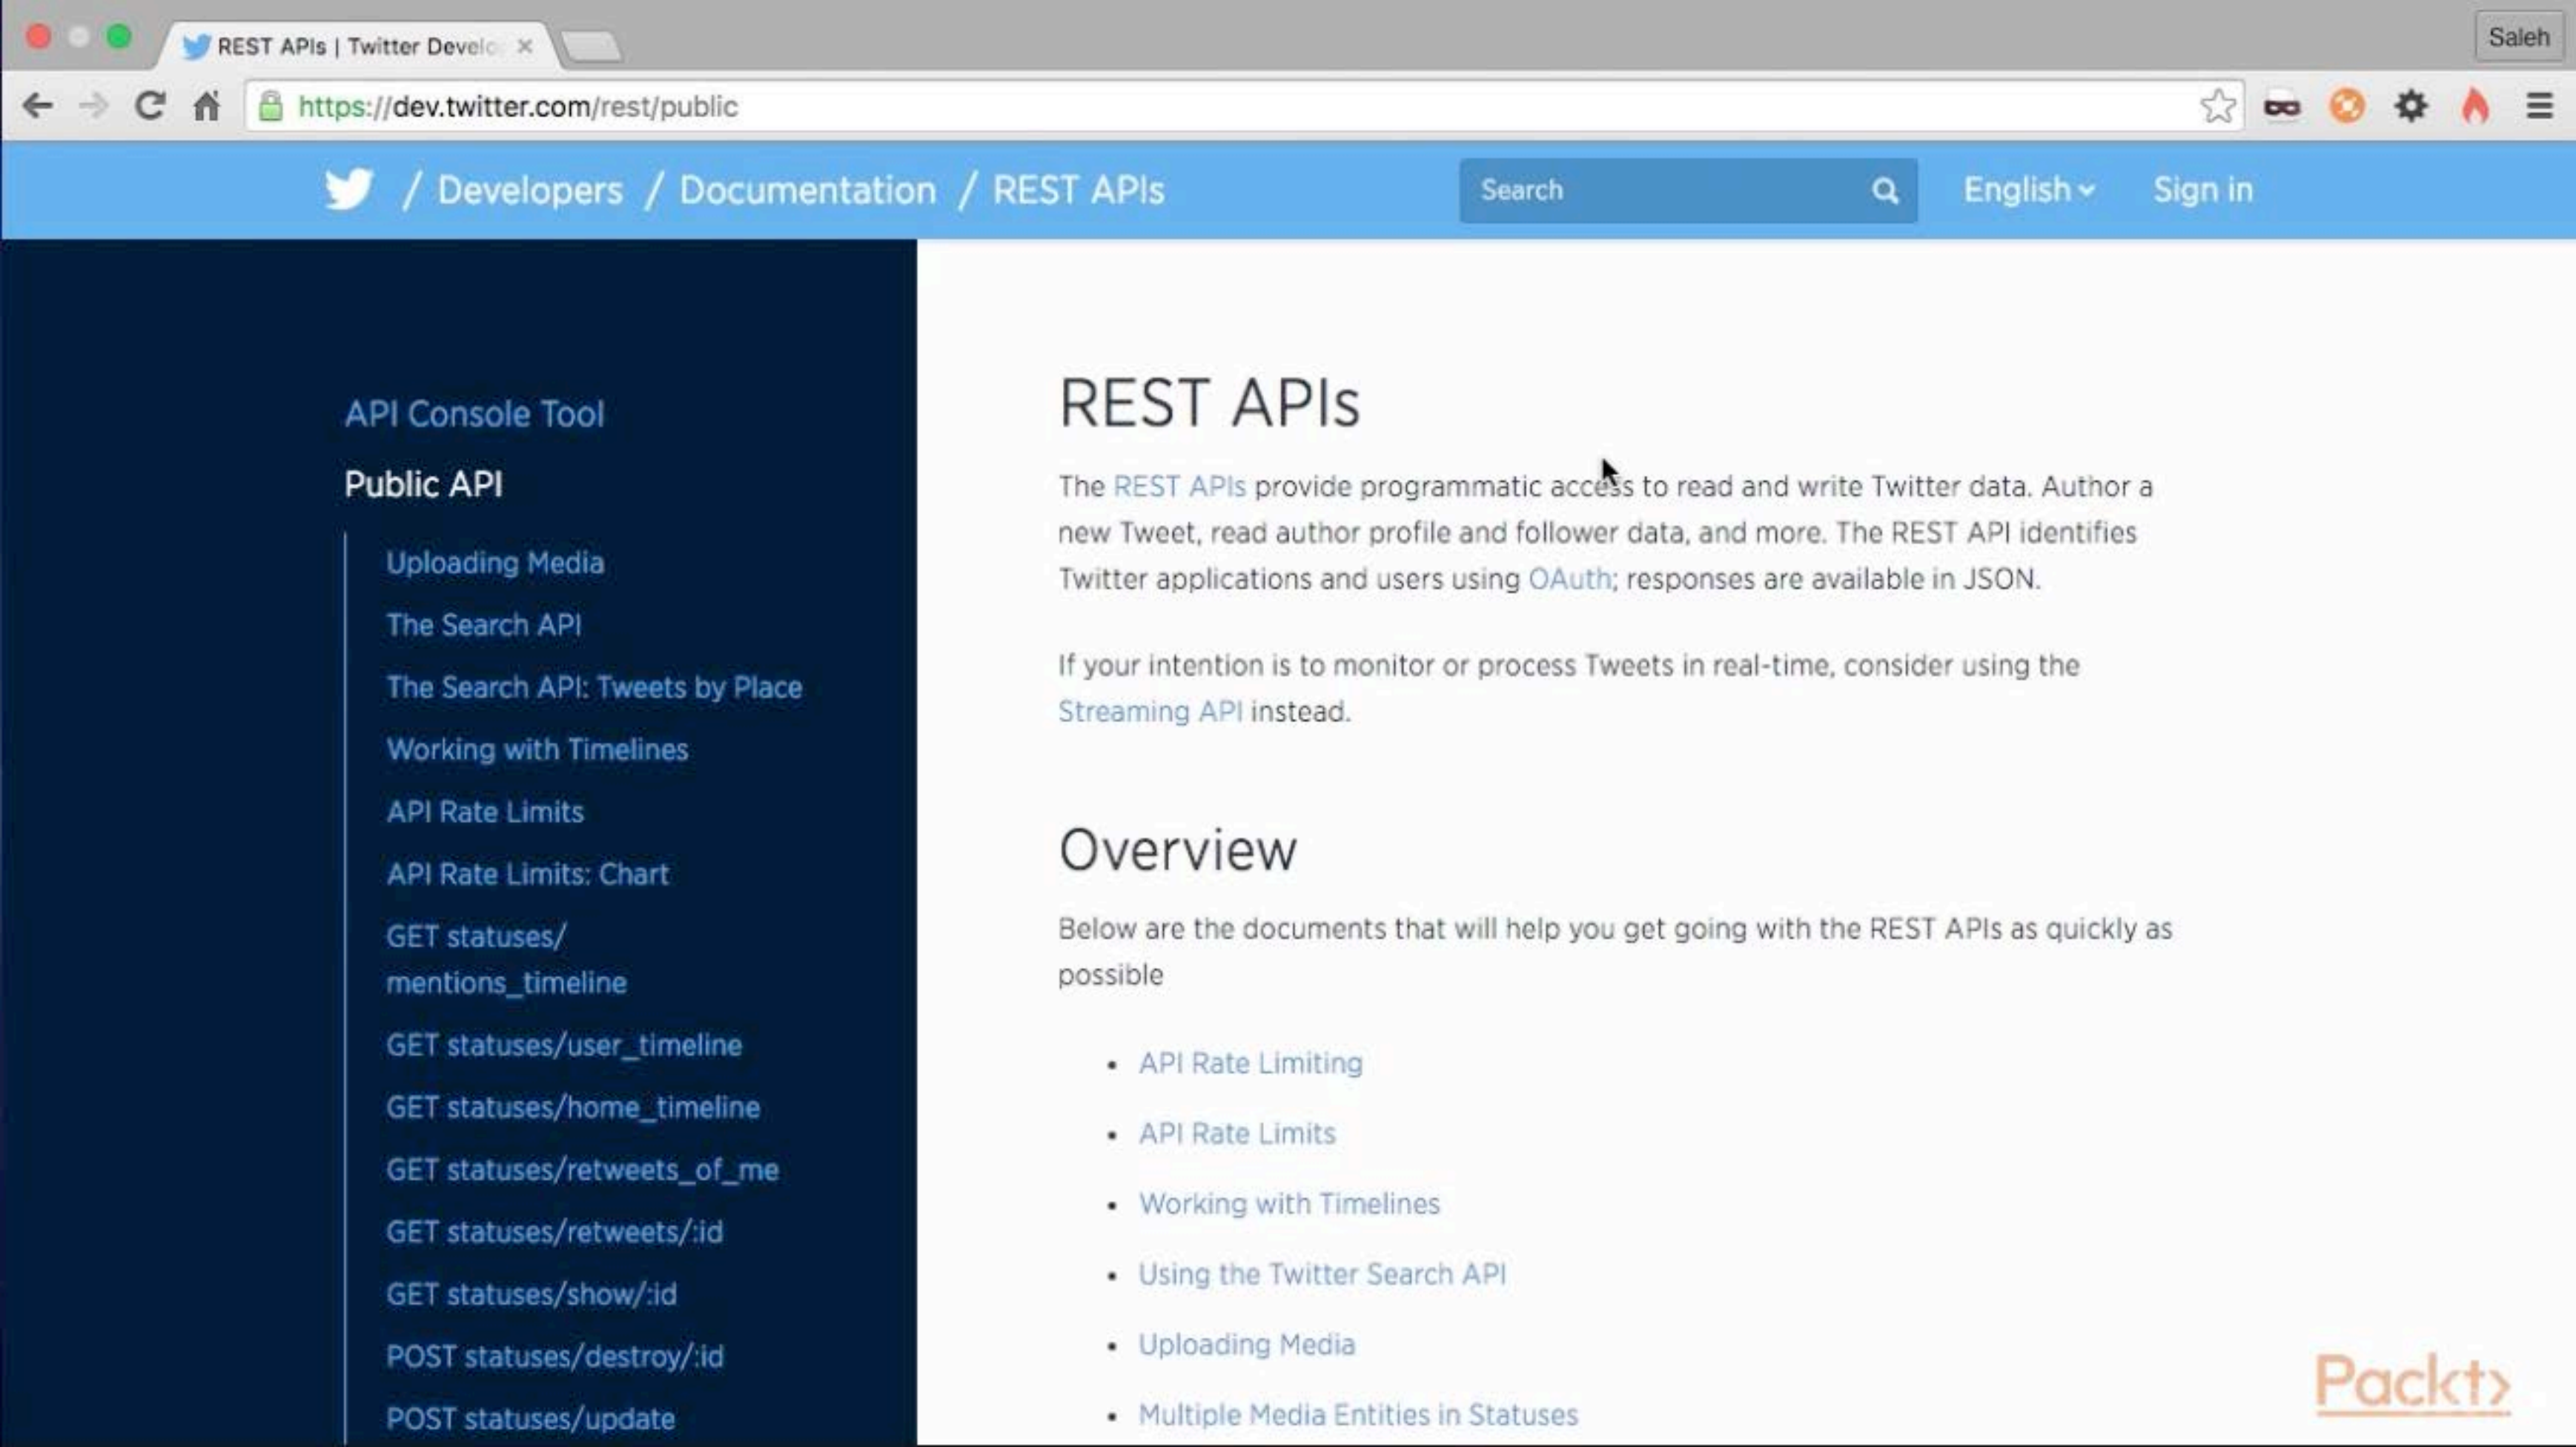 REST APIs | Twitter Develo
Saleh
https://dev.twitter.com/rest/public
/ Developers / Documentation / REST APIs
Search
English
Sign in
API Console Tool
Public API
Uploading Media
The Search API
The Search API: Tweets by Place
Working with Timelines
API Rate Limits
API Rate Limits: Chart
GET statuses/
mentions_timeline
GET statuses/user_timeline
GET statuses/home_timeline
GET statuses/retweets_of_me
GET statuses/retweets/:id
GET statuses/show/:id
POST statuses/destroy/:id
POST statuses/update
REST APIs
The REST APIs provide programmatic access to read and write Twitter data. Author a
new Tweet, read author profile and follower data, and more. The REST API identifies
Twitter applications and users using OAuth; responses are available in JSON.
If your intention is to monitor or process Tweets in real-time, consider using the
Streaming API instead.
Overview
Below are the documents that will help you get going with the REST APIs as quickly as
possible
• API Rate Limiting
• API Rate Limits
• Working with Timelines
• Using the Twitter Search API
• Uploading Media
• Multiple Media Entities in Statuses
Packt>